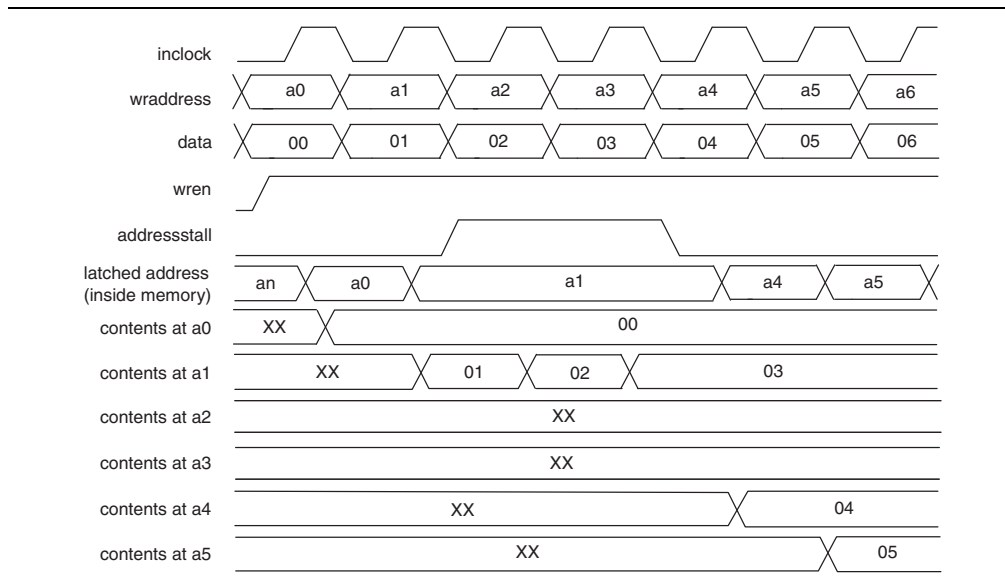 inclock
wraddress a0 a1 a2 a3 a4 a5 a6
data 00 01 02 03 04 05 06
wren
addressstall
latched address
(inside memory) an a0 a1 a4 a5
contents at a0 XX 00
contents at a1 XX 01 02 03
contents at a2 XX
contents at a3 XX
contents at a4 XX 04
contents at a5 XX 05